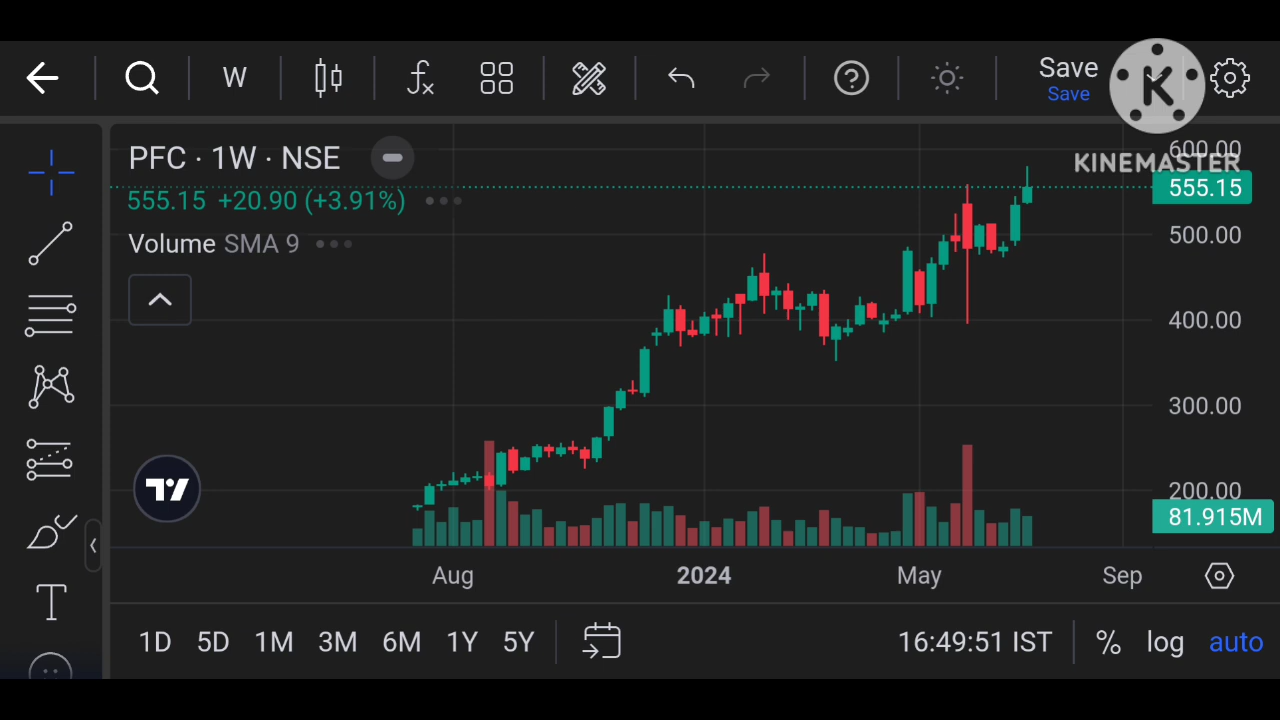 W
Save
Save
K
KINEMASTER
PFC · 1W · NSE
555.15 +20.90 (+3.91%)
Volume SMA 9
600.00
555.15
500.00
400.00
300.00
200.00
81.915M
Aug 2024 May Sep
1D 5D 1M 3M 6M 1Y 5Y 16:49:51 IST % log auto